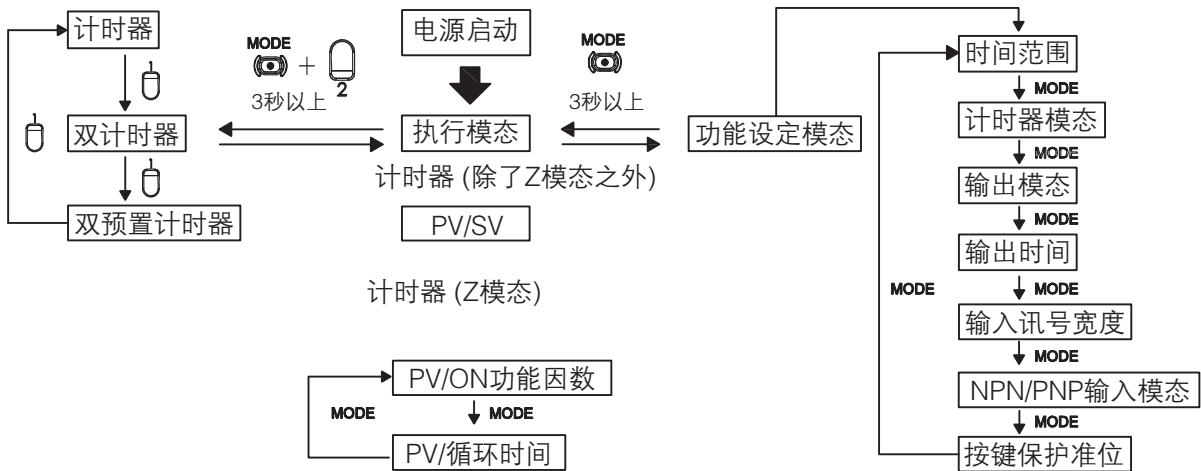 计时器
1
双计时器
1
1
双预置计时器
MODE
+
2
3秒以上
电源启动
执行模态
计时器 (除了Z模态之外)
PV/SV
计时器 (Z模态)
MODE
3秒以上
功能设定模态
PV/ON功能因数
MODE
MODE
PV/循环时间
时间范围
MODE
计时器模态
MODE
输出模态
MODE
输出时间
MODE
MODE
输入讯号宽度
MODE
NPN/PNP输入模态
MODE
按键保护准位